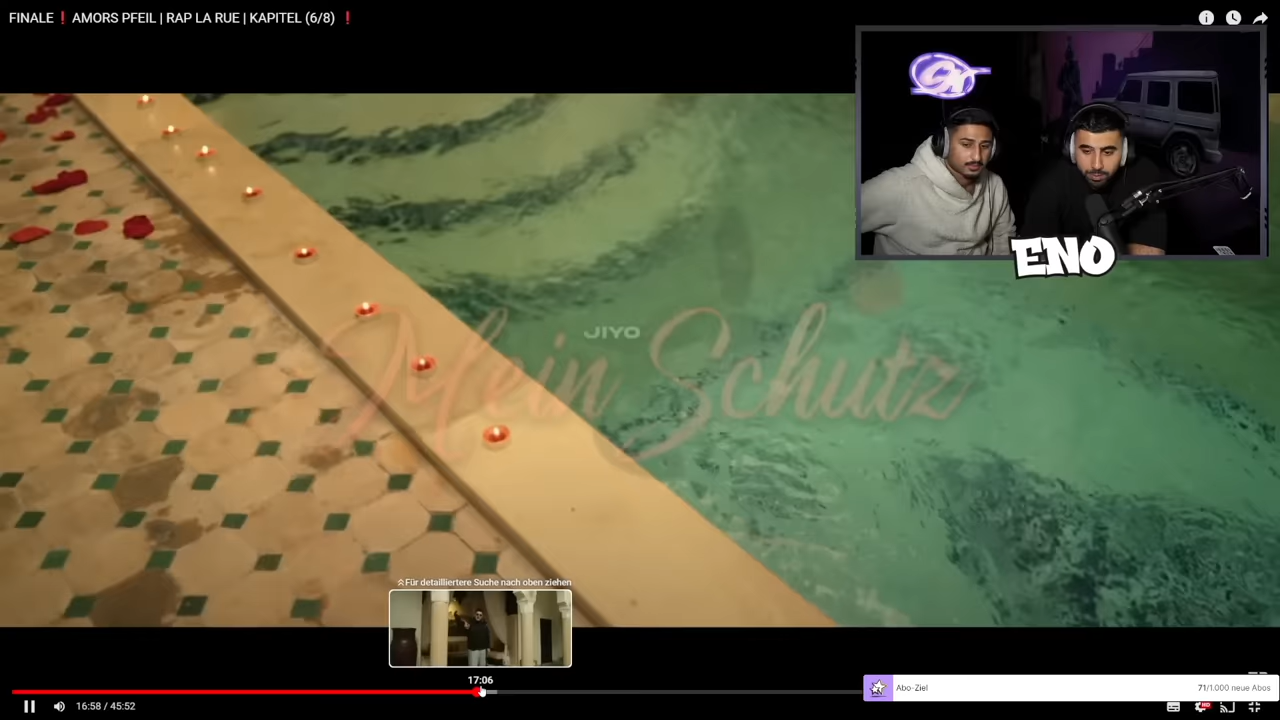 FINALE❗ AMORS PFEIL | RAP LA RUE | KAPITEL (6/8) ❗
ENO
JIYO
Mein Schutz
Für detailliertere Suche nach oben ziehen
17:06
Abo-Ziel
71/1.000 neue Abos
16:58 / 45:52
HD